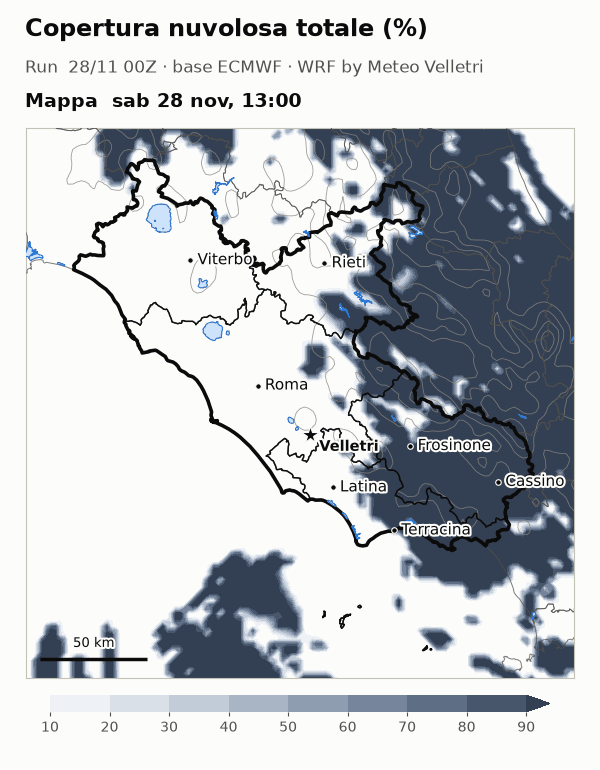 Copertura nuvolosa totale (%)
Run  28/11 00Z · base ECMWF · WRF by Meteo Velletri
Mappa  sab 28 nov, 13:00
Viterbo
Rieti
Roma
Velletri
Frosinone
Latina
Cassino
Terracina
50 km
10 20 30 40 50 60 70 80 90